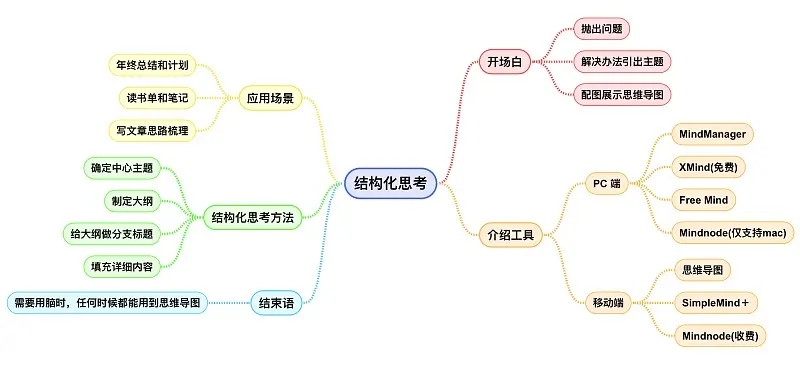 结构化思考
开场白
抛出问题
解决办法引出主题
配图展示思维导图
介绍工具
PC 端
MindManager
XMind(免费)
Free Mind
Mindnode(仅支持mac)
移动端
思维导图
SimpleMind＋
Mindnode(收费)
应用场景
年终总结和计划
读书单和笔记
写文章思路梳理
结构化思考方法
确定中心主题
制定大纲
给大纲做分支标题
填充详细内容
结束语
需要用脑时，任何时候都能用到思维导图